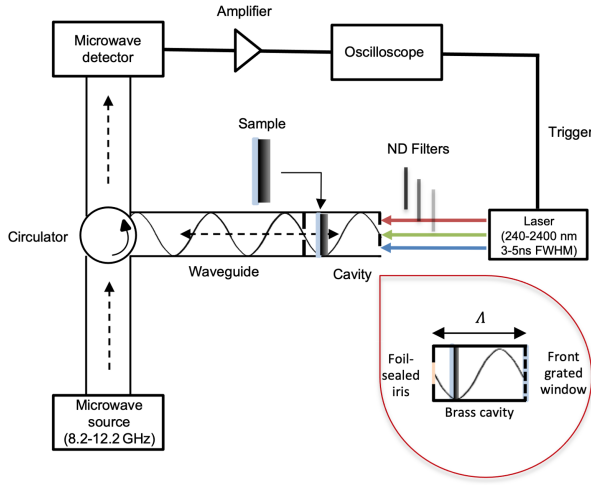 Amplifier
Microwave
detector
Oscilloscope
Trigger
Sample
ND Filters
Circulator
Laser
(240-2400 nm
3-5ns FWHM)
Waveguide
Cavity
Λ
Foil-
sealed
iris
Front
grated
window
Brass cavity
Microwave
source
(8.2-12.2 GHz)